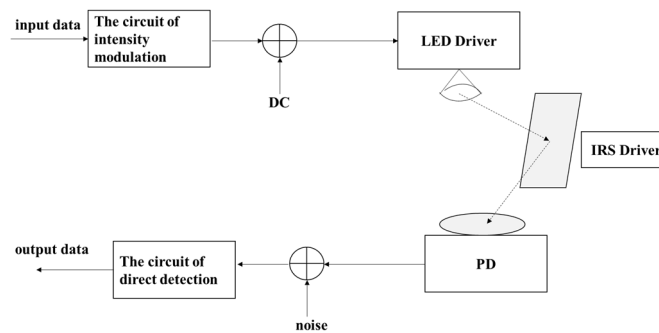 input data
The circuit of
intensity
modulation
DC
LED Driver
IRS Driver
PD
noise
The circuit of
direct detection
output data